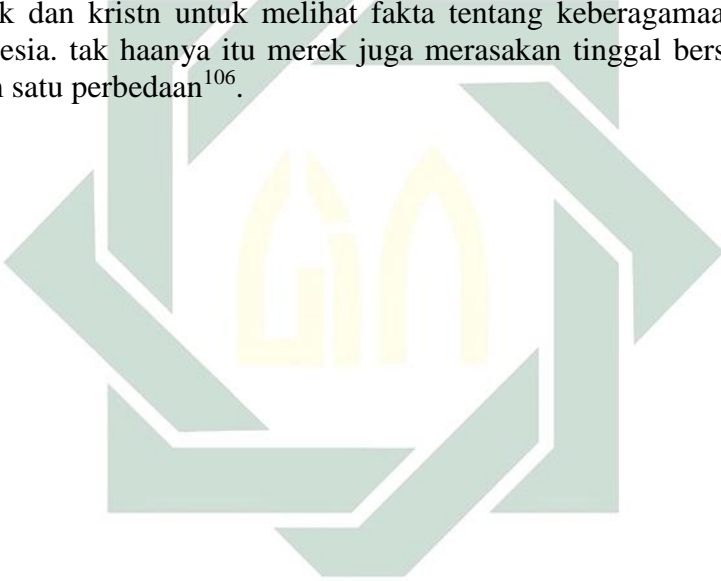 k dan kristn untuk melihat fakta tentang keberagamaa
esia. tak haanya itu merek juga merasakan tinggal bers
n satu perbedaan106.